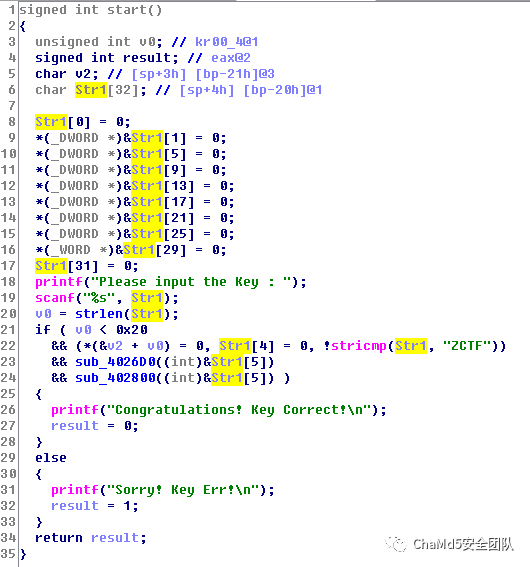 1 signed int start()
2 {
3   unsigned int v0; // kr00_4@1
4   signed int result; // eax@2
5   char v2; // [sp+3h] [bp-21h]@3
6   char Str1[32]; // [sp+4h] [bp-20h]@1
7
8   Str1[0] = 0;
9   *(_DWORD *)&Str1[1] = 0;
10   *(_DWORD *)&Str1[5] = 0;
11   *(_DWORD *)&Str1[9] = 0;
12   *(_DWORD *)&Str1[13] = 0;
13   *(_DWORD *)&Str1[17] = 0;
14   *(_DWORD *)&Str1[21] = 0;
15   *(_DWORD *)&Str1[25] = 0;
16   *(_WORD *)&Str1[29] = 0;
17   Str1[31] = 0;
18   printf("Please input the Key : ");
19   scanf("%s", Str1);
20   v0 = strlen(Str1);
21   if ( v0 < 0x20
22     && (*(&v2 + v0) = 0, Str1[4] = 0, !stricmp(Str1, "ZCTF"))
23     && sub_4026D0((int)&Str1[5])
24     && sub_402800((int)&Str1[5]) )
25   {
26     printf("Congratulations! Key Correct!\n");
27     result = 0;
28   }
29   else
30   {
31     printf("Sorry! Key Err!\n");
32     result = 1;
33   }
34   return result;
35 }
ChaMd5安全团队